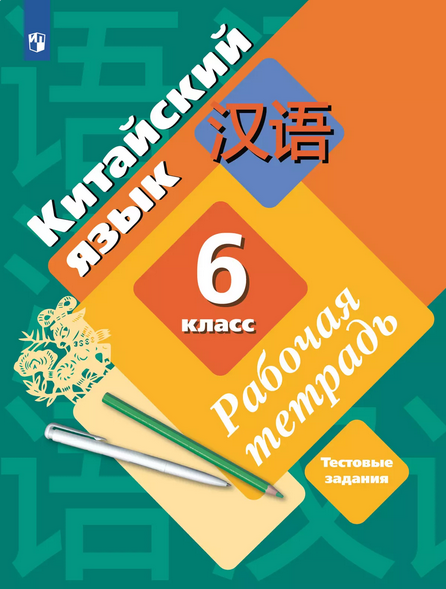 Китайский
язык
汉语
6
класс
Рабочая
тетрадь
Тестовые
задания